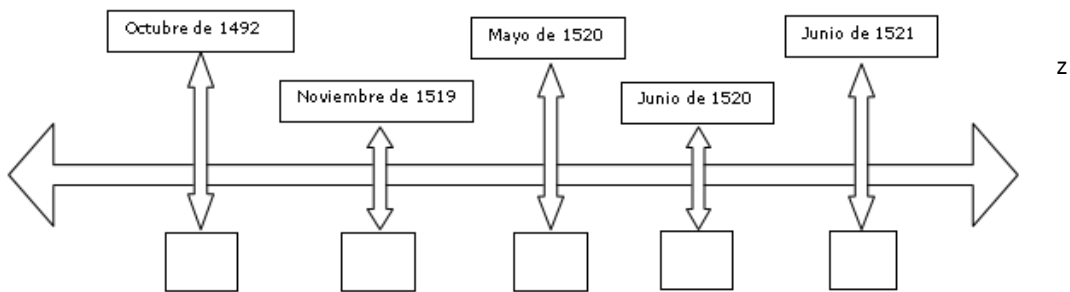 Octubre de 1492
Mayo de 1520
Junio de 1521
z
Noviembre de 1519
Junio de 1520